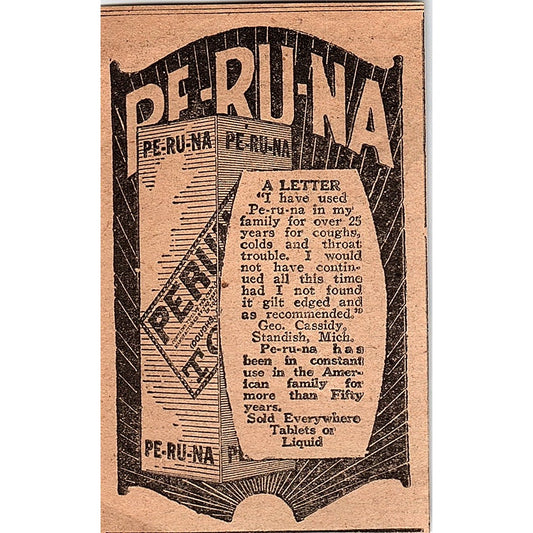 PE-RU-NA
PE-RU-NA PE-RU-NA
A LETTER
"I have used
Pe-ru-na in my
family for over 25
years for coughs,
colds and throat
trouble. I would
not have contin-
ued all this time
had I not found
it gilt edged and
as recommended."
Geo. Cassidy,
Standish, Mich.
Pe-ru-na has
been in constant
use in the Amer-
ican family for
more than Fifty
years.
Sold Everywhere
Tablets or
Liquid
PERU
PE-RU-NA PE